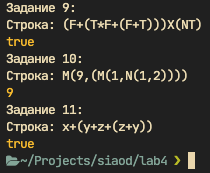 Задание 9:
Строка: (F+(T*F+(F+T)))X(NT)
true
Задание 10:
Строка: M(9,(M(1,N(1,2))))
9
Задание 11:
Строка: x+(y+z+(z+y))
true
~/Projects/siaod/lab4 ❯